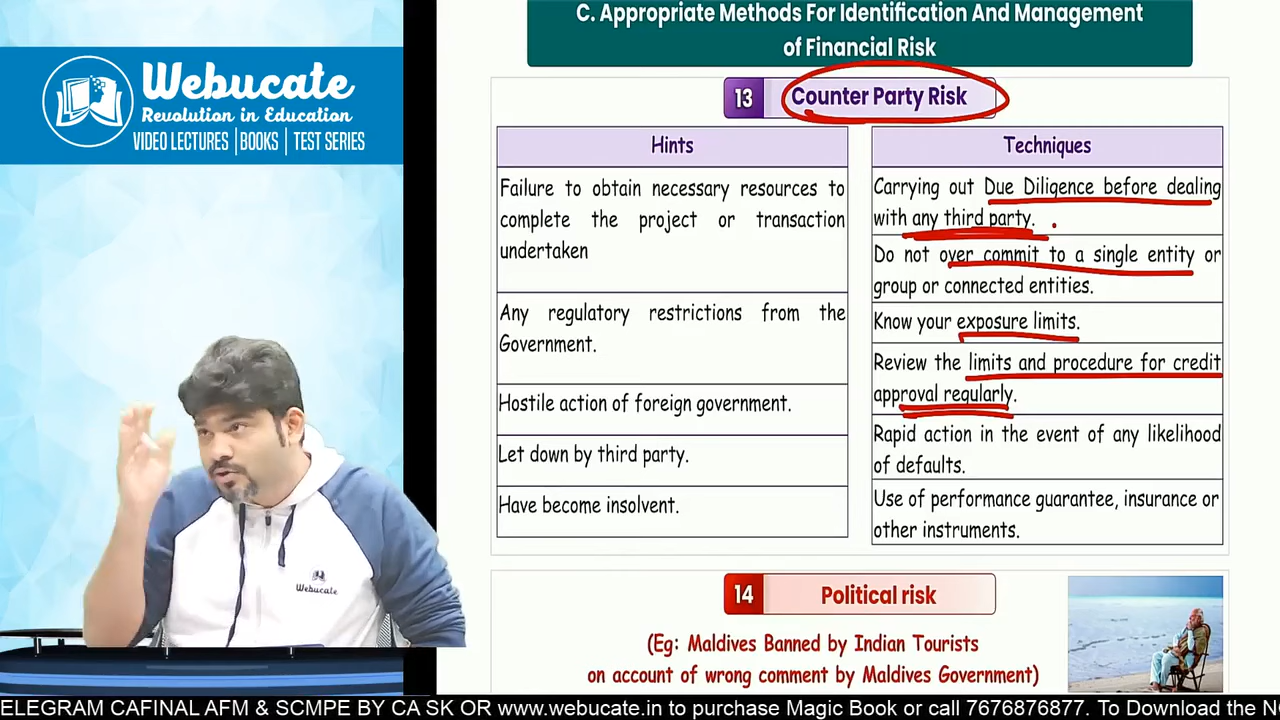 C. Appropriate Methods For Identification And Management
of Financial Risk
Webucate
Revolution in Education
VIDEO LECTURES | BOOKS | TEST SERIES
13 Counter Party Risk
Hints
Failure to obtain necessary resources to
complete the project or transaction
undertaken
Any regulatory restrictions from the
Government.
Hostile action of foreign government.
Let down by third party.
Have become insolvent.
Techniques
Carrying out Due Diligence before dealing
with any third party.
Do not over commit to a single entity or
group or connected entities.
Know your exposure limits.
Review the limits and procedure for credit
approval regularly.
Rapid action in the event of any likelihood
of defaults.
Use of performance guarantee, insurance or
other instruments.
Webucate
14 Political risk
(Eg: Maldives Banned by Indian Tourists
on account of wrong comment by Maldives Government)
ELEGRAM CAFINAL AFM & SCMPE BY CA SK OR www.webucate.in to purchase Magic Book or call 7676876877. To Download the N